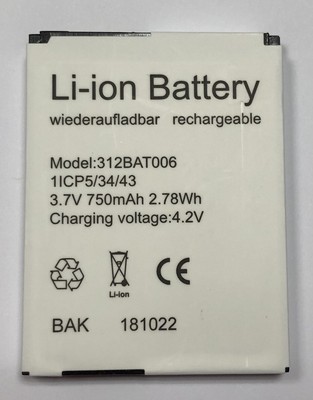 Li-ion Battery
wiederaufladbar rechargeable
Model:312BAT006
1ICP5/34/43
3.7V 750mAh 2.78Wh
Charging voltage:4.2V
Li-ion
CE
BAK 181022